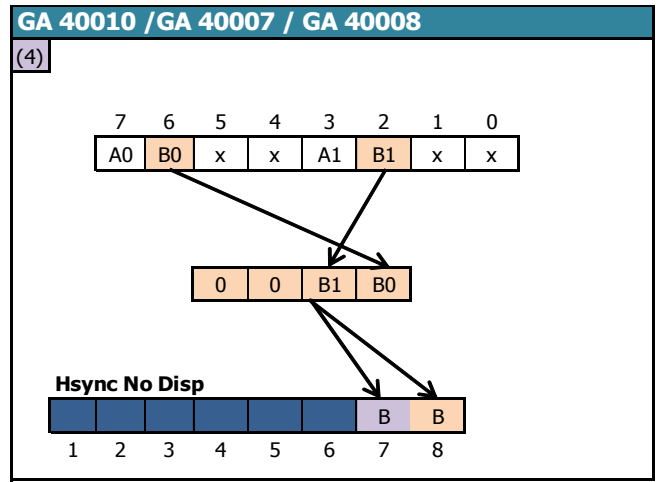 GA 40010 /GA 40007 / GA 40008
(4)
7 6 5 4 3 2 1 0
A0 B0 x x A1 B1 x x
0 0 B1 B0
Hsync No Disp
B B
1 2 3 4 5 6 7 8